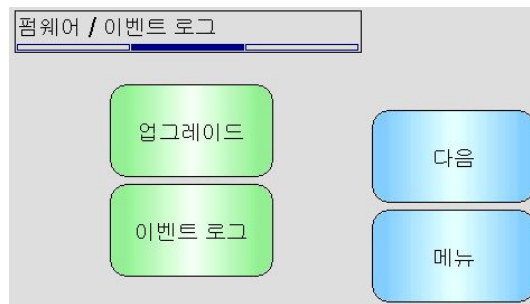 펌웨어 / 이벤트 로그
업그레이드
다음
이벤트 로그
메뉴